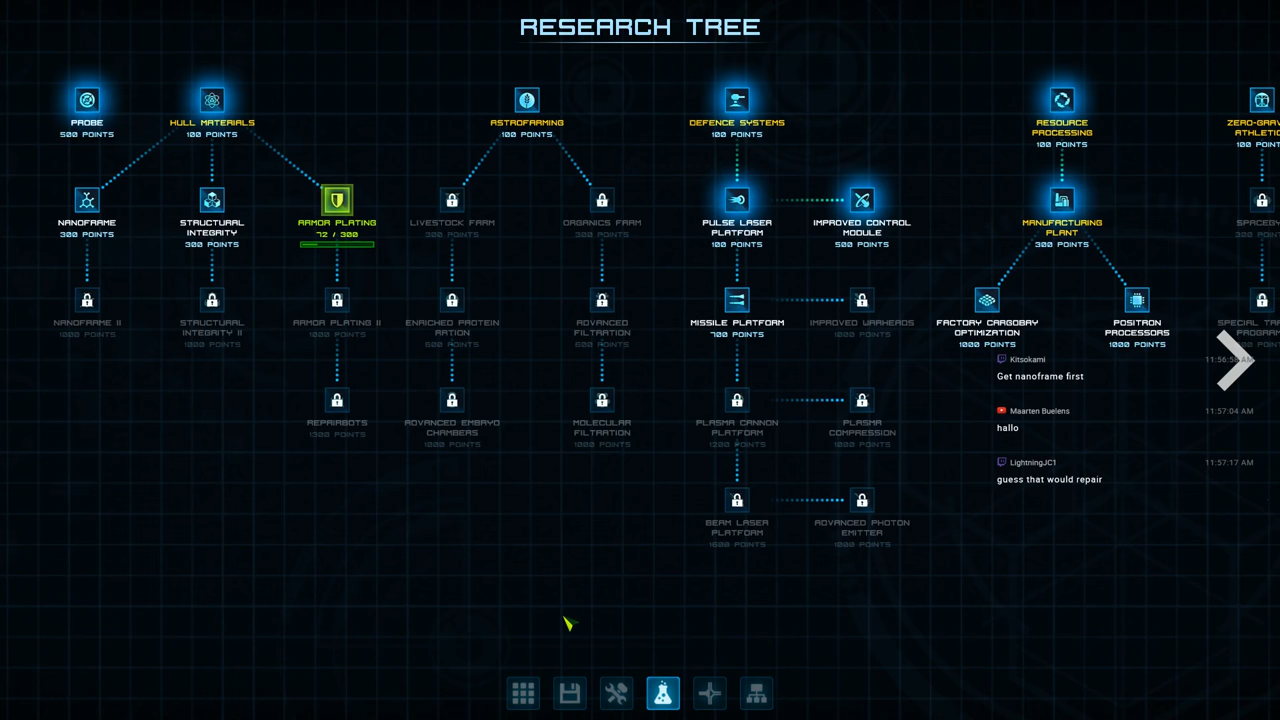 RESEARCH TREE
PROBE
500 POINTS
HULL MATERIALS
100 POINTS
ASTROFARMING
100 POINTS
DEFENCE SYSTEMS
100 POINTS
RESOURCE
PROCESSING
100 POINTS
NANOFRAME
300 POINTS
STRUCTURAL
INTEGRITY
300 POINTS
ARMOR PLATING
72 / 300
LIVESTOCK FARM
300 POINTS
ORGANICS FARM
300 POINTS
PULSE LASER
PLATFORM
100 POINTS
IMPROVED CONTROL
MODULE
500 POINTS
MANUFACTURING
PLANT
300 POINTS
NANOFRAME II
1000 POINTS
STRUCTURAL
INTEGRITY II
1000 POINTS
ARMOR PLATING II
1000 POINTS
ENRICHED PROTEIN
RATION
600 POINTS
ADVANCED
FILTRATION
600 POINTS
MISSILE PLATFORM
700 POINTS
IMPROVED WARHEADS
1000 POINTS
FACTORY CARGOBAY
OPTIMIZATION
1000 POINTS
POSITRON
PROCESSORS
1000 POINTS
Kitsokami
Get nanoframe first
Maarten Buelens 11:57:04 AM
hallo
LightningJC1 11:57:17 AM
guess that would repair
REPAIRBOTS
1300 POINTS
ADVANCED EMBRYO
CHAMBERS
1000 POINTS
MOLECULAR
FILTRATION
1000 POINTS
PLASMA CANNON
PLATFORM
1200 POINTS
PLASMA
COMPRESSION
1000 POINTS
BEAM LASER
PLATFORM
1600 POINTS
ADVANCED PHOTON
EMITTER
1000 POINTS